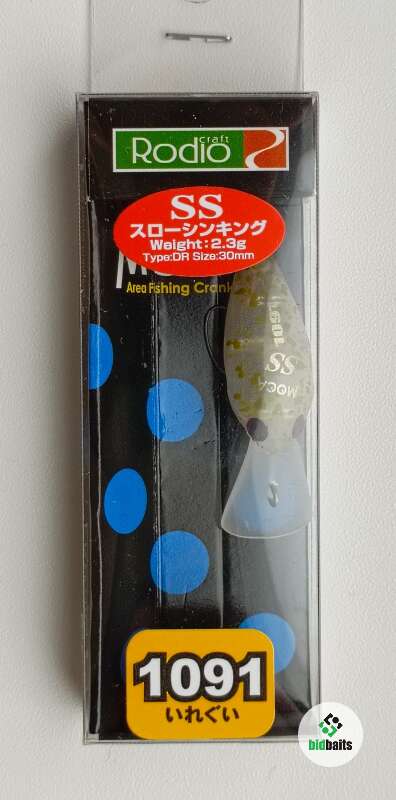 Rodio
craft
SS
スローシンキング
Weight:2.3g
Type:DR Size:30mm
Area Fishing Crank
1091
SS
MOCA
1091
いれぐい
bidbaits